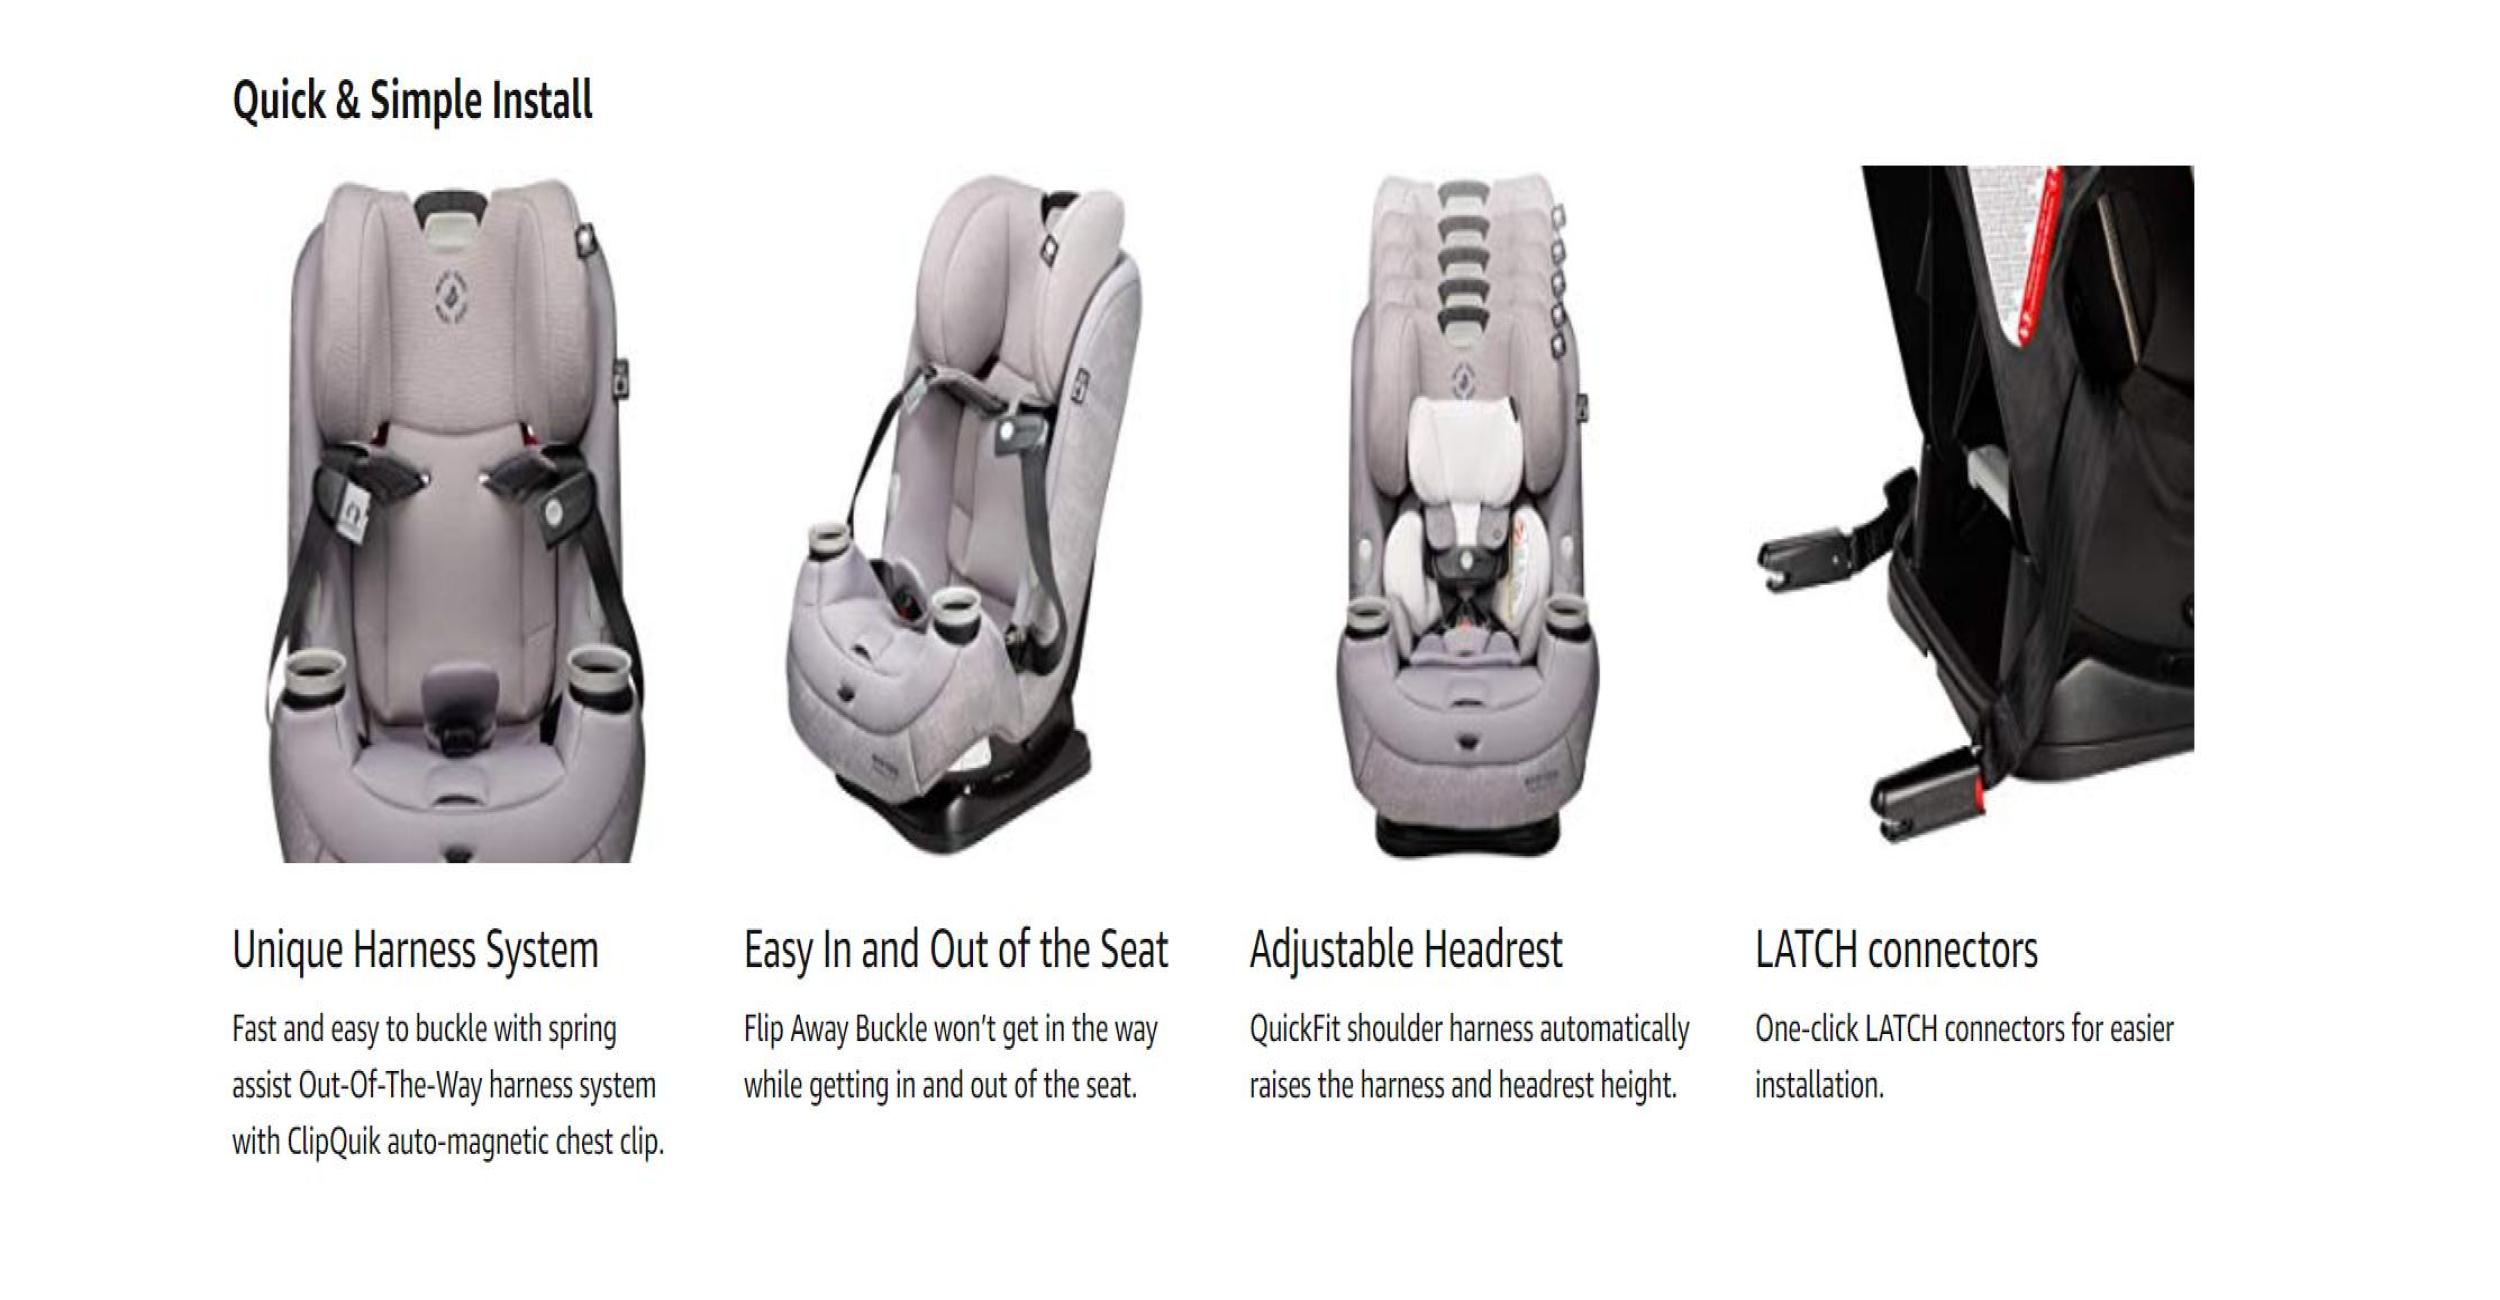 Quick & Simple Install
Unique Harness System
Fast and easy to buckle with spring
assist Out-Of-The-Way harness system
with ClipQuik auto-magnetic chest clip.
Easy In and Out of the Seat
Flip Away Buckle won’t get in the way
while getting in and out of the seat.
Adjustable Headrest
QuickFit shoulder harness automatically
raises the harness and headrest height.
LATCH connectors
One-click LATCH connectors for easier
installation.